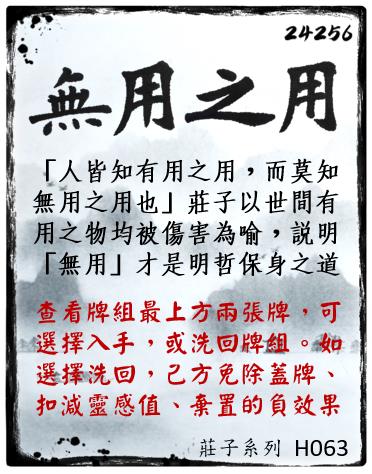 24256
無用之用
「人皆知有用之用，而莫知
無用之用也」莊子以世間有
用之物均被傷害為喻，說明
「無用」才是明哲保身之道
查看牌組最上方兩張牌，可
選擇入手，或洗回牌組。如
選擇洗回，己方免除蓋牌、
扣減靈感值、棄置的負效果
莊子系列 H063